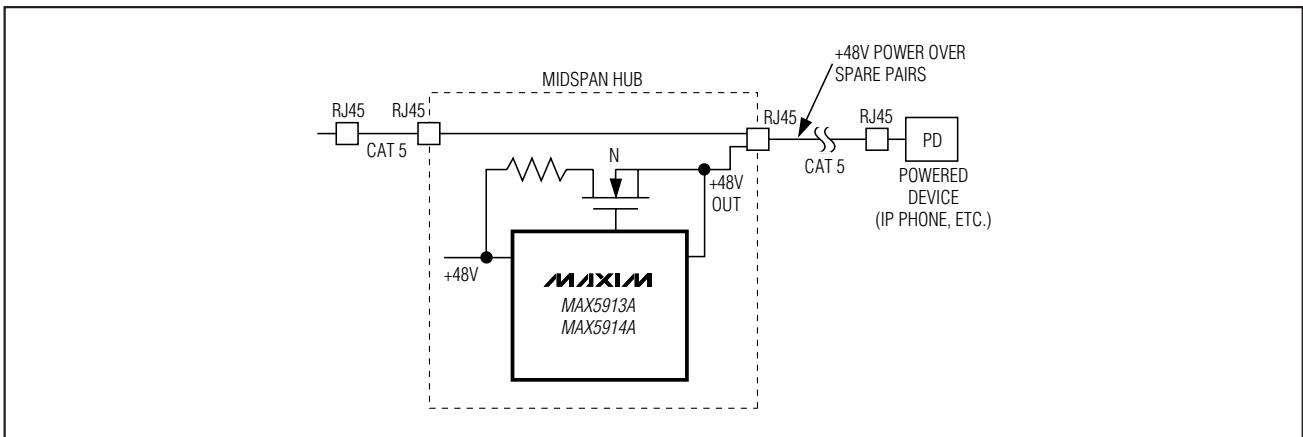 +48V POWER OVER
SPARE PAIRS
MIDSPAN HUB
RJ45
RJ45
RJ45
RJ45
CAT 5
CAT 5
PD
POWERED
DEVICE
(IP PHONE, ETC.)
N
+48V
OUT
+48V
MAXIM
MAX5913A
MAX5914A